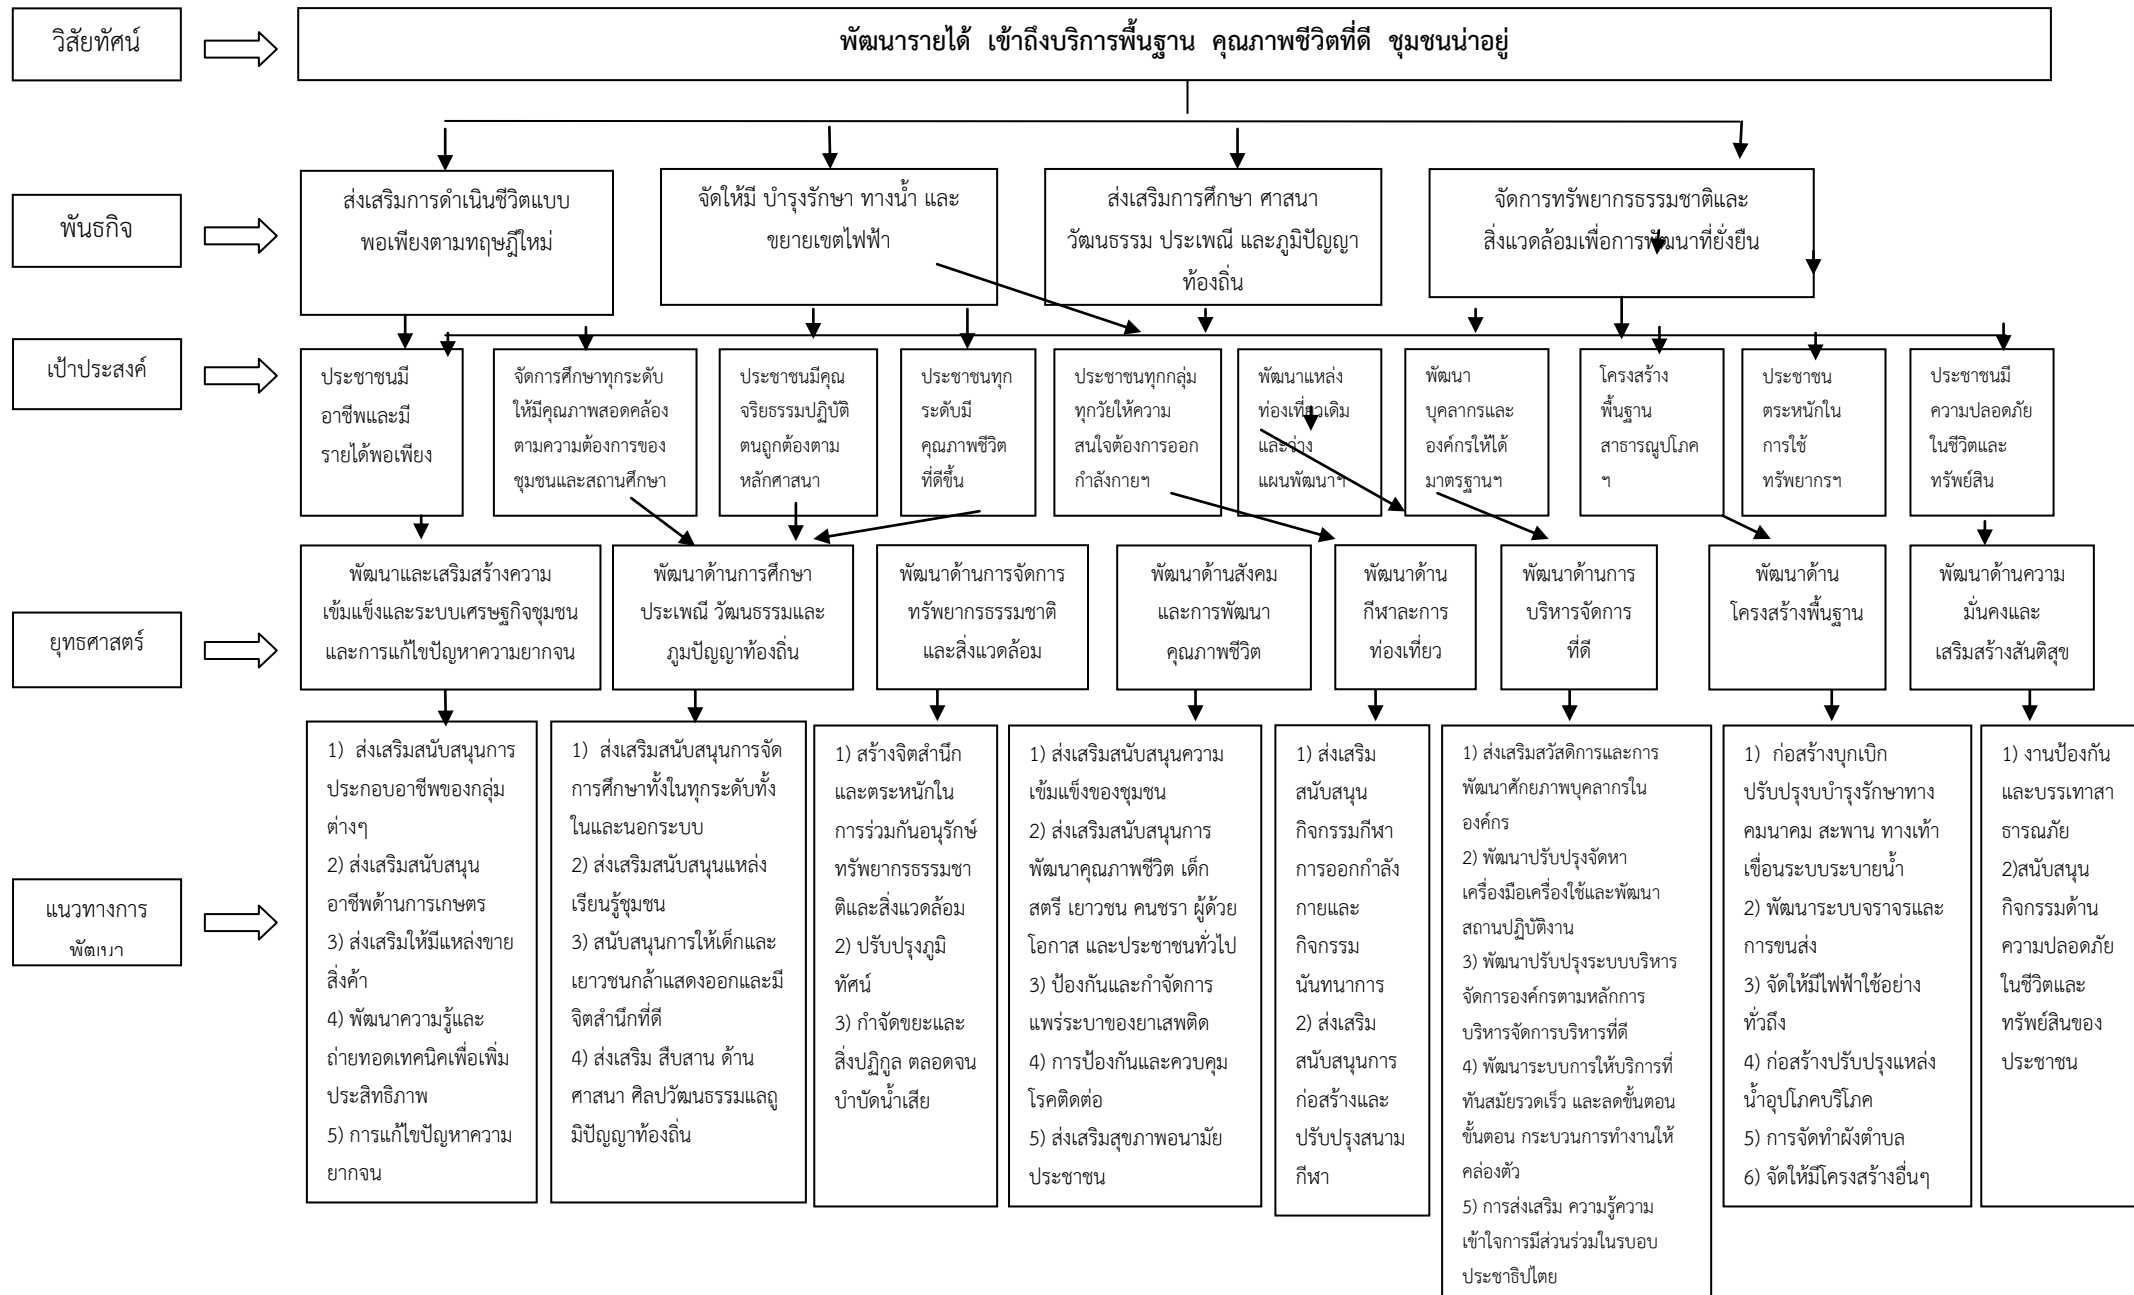 วิสัยทัศน์
พัฒนารายได้ เข้าถึงบริการพื้นฐาน คุณภาพชีวิตที่ดี ชุมชนน่าอยู่
พันธกิจ
ส่งเสริมการดำเนินชีวิตแบบ
พอเพียงตามทฤษฎีใหม่
จัดให้มี บำรุงรักษา ทางน้ำ และ
ขยายเขตไฟฟ้า
ส่งเสริมการศึกษา ศาสนา
วัฒนธรรม ประเพณี และภูมิปัญญา
ท้องถิ่น
จัดการทรัพยากรธรรมชาติและ
สิ่งแวดล้อมเพื่อการพัฒนาที่ยั่งยืน
เป้าประสงค์
ประชาชนมี
อาชีพและมี
รายได้พอเพียง
จัดการศึกษาทุกระดับ
ให้มีคุณภาพสอดคล้อง
ตามความต้องการของ
ชุมชนและสถานศึกษา
ประชาชนมีคุณ
จริยธรรมปฏิบัติ
ตนถูกต้องตาม
หลักศาสนา
ประชาชนทุก
ระดับมี
คุณภาพชีวิต
ที่ดีขึ้น
ประชาชนทุกกลุ่ม
ทุกวัยให้ความ
สนใจต้องการออก
กำลังกายฯ
พัฒนาแหล่ง
ท่องเที่ยวเดิม
และวาง
แผนพัฒนาฯ
พัฒนา
บุคลากรและ
องค์กรให้ได้
มาตรฐานฯ
โครงสร้าง
พื้นฐาน
สาธารณูปโภค
ฯ
ประชาชน
ตระหนักใน
การใช้
ทรัพยากรฯ
ประชาชนมี
ความปลอดภัย
ในชีวิตและ
ทรัพย์สิน
ยุทธศาสตร์
พัฒนาและเสริมสร้างความ
เข้มแข็งและระบบเศรษฐกิจชุมชน
และการแก้ไขปัญหาความยากจน
พัฒนาด้านการศึกษา
ประเพณี วัฒนธรรมและ
ภูมปัญญาท้องถิ่น
พัฒนาด้านการจัดการ
ทรัพยากรธรรมชาติ
และสิ่งแวดล้อม
พัฒนาด้านสังคม
และการพัฒนา
คุณภาพชีวิต
พัฒนาด้าน
กีฬาละการ
ท่องเที่ยว
พัฒนาด้านการ
บริหารจัดการ
ที่ดี
พัฒนาด้าน
โครงสร้างพื้นฐาน
พัฒนาด้านความ
มั่นคงและ
เสริมสร้างสันติสุข
แนวทางการ
พัฒนา
1) ส่งเสริมสนับสนุนการ
ประกอบอาชีพของกลุ่ม
ต่างๆ
2) ส่งเสริมสนับสนุน
อาชีพด้านการเกษตร
3) ส่งเสริมให้มีแหล่งขาย
สิ่งค้า
4) พัฒนาความรู้และ
ถ่ายทอดเทคนิคเพื่อเพิ่ม
ประสิทธิภาพ
5) การแก้ไขปัญหาความ
ยากจน
1) ส่งเสริมสนับสนุนการจัด
การศึกษาทั้งในทุกระดับทั้ง
ในและนอกระบบ
2) ส่งเสริมสนับสนุนแหล่ง
เรียนรู้ชุมชน
3) สนับสนุนการให้เด็กและ
เยาวชนกล้าแสดงออกและมี
จิตสำนึกที่ดี
4) ส่งเสริม สืบสาน ด้าน
ศาสนา ศิลปวัฒนธรรมแลถู
มิปัญญาท้องถิ่น
1) สร้างจิตสำนึก
และตระหนักใน
การร่วมกันอนุรักษ์
ทรัพยากรธรรมชา
ติและสิ่งแวดล้อม
2) ปรับปรุงภูมิ
ทัศน์
3) กำจัดขยะและ
สิ่งปฏิกูล ตลอดจน
บำบัดน้ำเสีย
1) ส่งเสริมสนับสนุนความ
เข้มแข็งของชุมชน
2) ส่งเสริมสนับสนุนการ
พัฒนาคุณภาพชีวิต เด็ก
สตรี เยาวชน คนชรา ผู้ด้วย
โอกาส และประชาชนทั่วไป
3) ป้องกันและกำจัดการ
แพร่ระบาของยาเสพติด
4) การป้องกันและควบคุม
โรคติดต่อ
5) ส่งเสริมสุขภาพอนามัย
ประชาชน
1) ส่งเสริม
สนับสนุน
กิจกรรมกีฬา
การออกกำลัง
กายและ
กิจกรรม
นันทนาการ
2) ส่งเสริม
สนับสนุนการ
ก่อสร้างและ
ปรับปรุงสนาม
กีฬา
1) ส่งเสริมสวัสดิการและการ
พัฒนาศักยภาพบุคลากรใน
องค์กร
2) พัฒนาปรับปรุงจัดหา
เครื่องมือเครื่องใช้และพัฒนา
สถานปฏิบัติงาน
3) พัฒนาปรับปรุงระบบบริหาร
จัดการองค์กรตามหลักการ
บริหารจัดการบริหารที่ดี
4) พัฒนาระบบการให้บริการที่
ทันสมัยรวดเร็ว และลดขั้นตอน
ขั้นตอน กระบวนการทำงานให้
คล่องตัว
5) การส่งเสริม ความรู้ความ
เข้าใจการมีส่วนร่วมในรบอบ
ประชาธิปไตย
1) ก่อสร้างบุกเบิก
ปรับปรุงบบำรุงรักษาทาง
คมนาคม สะพาน ทางเท้า
เขื่อนระบบระบายน้ำ
2) พัฒนาระบบจราจรและ
การขนส่ง
3) จัดให้มีไฟฟ้าใช้อย่าง
ทั่วถึง
4) ก่อสร้างปรับปรุงแหล่ง
น้ำอุปโภคบริโภค
5) การจัดทำผังตำบล
6) จัดให้มีโครงสร้างอื่นๆ
1) งานป้องกัน
และบรรเทาสา
ธารณภัย
2)สนับสนุน
กิจกรรมด้าน
ความปลอดภัย
ในชีวิตและ
ทรัพย์สินของ
ประชาชน